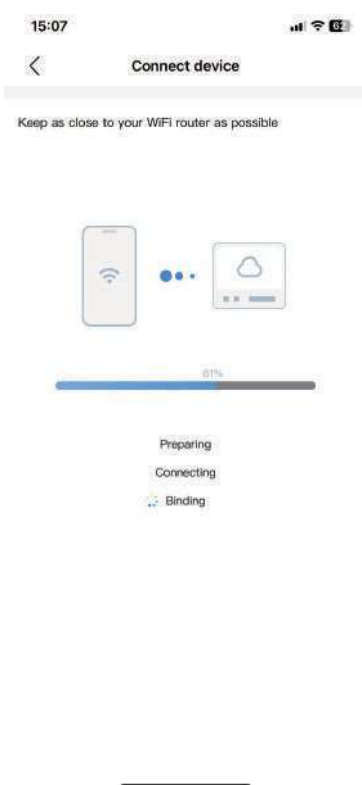 15:07
Connect device
Keep as close to your WiFi router as possible
61%
Preparing
Connecting
Binding